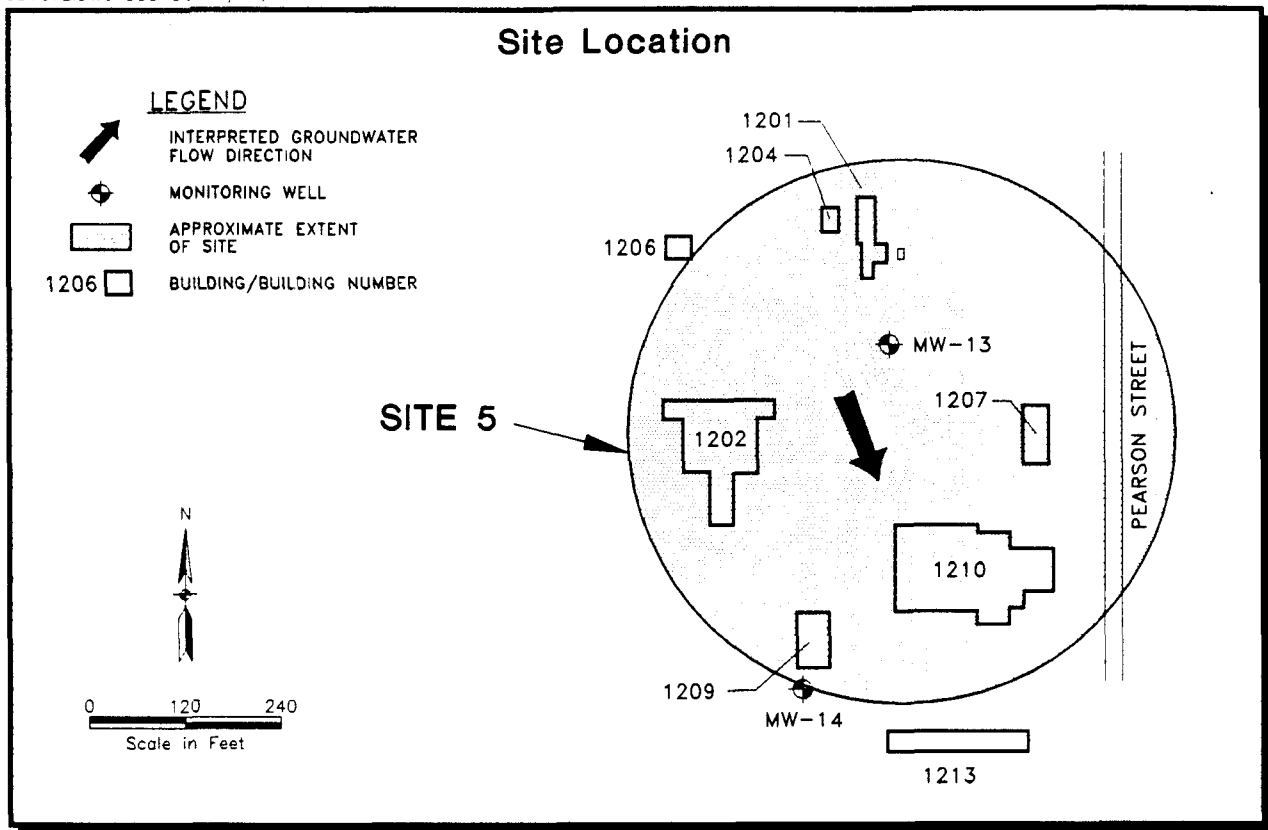 Site Location
LEGEND
INTERPRETED GROUNDWATER
FLOW DIRECTION
MONITORING WELL
APPROXIMATE EXTENT
OF SITE
1206
BUILDING/BUILDING NUMBER
1201
1204
1206
MW-13
1207
PEARSON STREET
SITE 5
1202
1210
1209
MW-14
1213
N
0 120 240
Scale in Feet